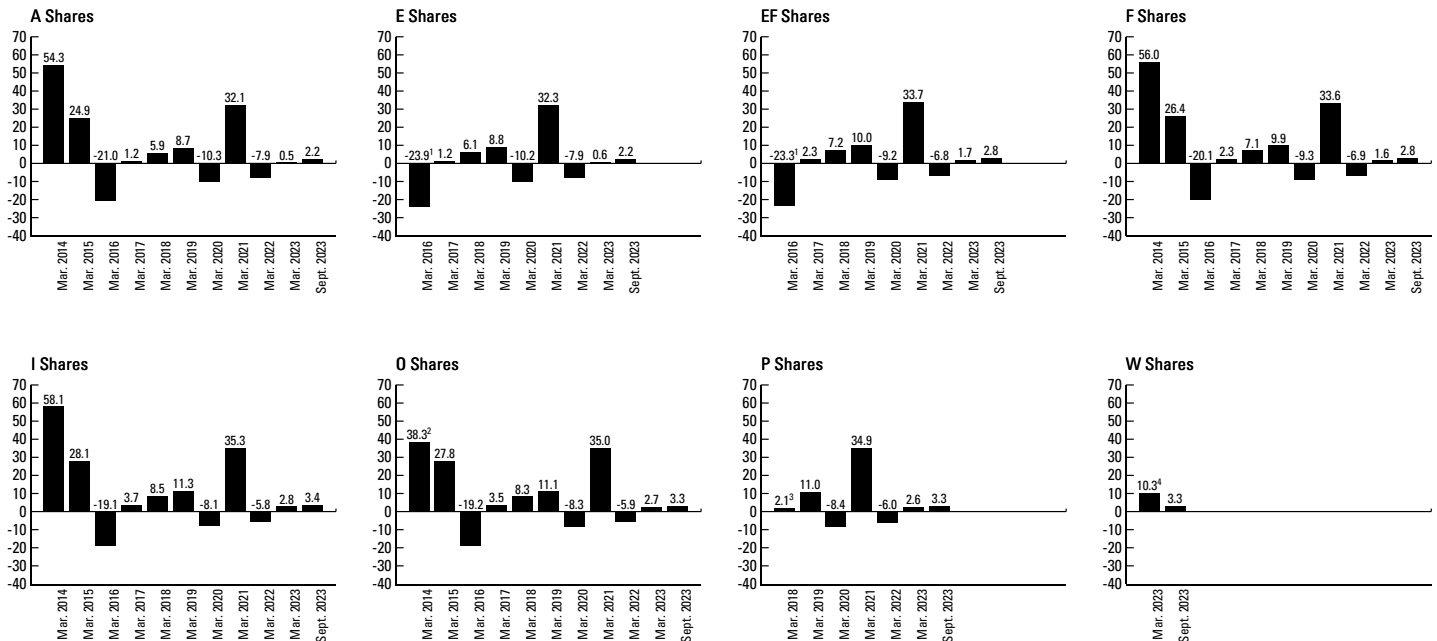 A Shares
70
60
50
40
30
20
10
0
-10
-20
-30
-40
54.3
24.9
-21.0
1.2
5.9
8.7
-10.3
32.1
-7.9
0.5
2.2
Mar. 2014
Mar. 2015
Mar. 2016
Mar. 2017
Mar. 2018
Mar. 2019
Mar. 2020
Mar. 2021
Mar. 2022
Mar. 2023
Sept. 2023
E Shares
70
60
50
40
30
20
10
0
-10
-20
-30
-40
-23.9¹
1.2
6.1
8.8
-10.2
32.3
-7.9
0.6
2.2
Mar. 2016
Mar. 2017
Mar. 2018
Mar. 2019
Mar. 2020
Mar. 2021
Mar. 2022
Mar. 2023
Sept. 2023
EF Shares
70
60
50
40
30
20
10
0
-10
-20
-30
-40
-23.3¹
2.3
7.2
10.0
-9.2
33.7
-6.8
1.7
2.8
Mar. 2016
Mar. 2017
Mar. 2018
Mar. 2019
Mar. 2020
Mar. 2021
Mar. 2022
Mar. 2023
Sept. 2023
F Shares
70
60
50
40
30
20
10
0
-10
-20
-30
-40
56.0
26.4
-20.1
2.3
7.1
9.9
-9.3
33.6
-6.9
1.6
2.8
Mar. 2014
Mar. 2015
Mar. 2016
Mar. 2017
Mar. 2018
Mar. 2019
Mar. 2020
Mar. 2021
Mar. 2022
Mar. 2023
Sept. 2023
I Shares
70
60
50
40
30
20
10
0
-10
-20
-30
-40
58.1
28.1
-19.1
3.7
8.5
11.3
-8.1
35.3
-5.8
2.8
3.4
Mar. 2014
Mar. 2015
Mar. 2016
Mar. 2017
Mar. 2018
Mar. 2019
Mar. 2020
Mar. 2021
Mar. 2022
Mar. 2023
Sept. 2023
O Shares
70
60
50
40
30
20
10
0
-10
-20
-30
-40
38.3²
27.8
-19.2
3.5
8.3
11.1
-8.3
35.0
-5.9
2.7
3.3
Mar. 2014
Mar. 2015
Mar. 2016
Mar. 2017
Mar. 2018
Mar. 2019
Mar. 2020
Mar. 2021
Mar. 2022
Mar. 2023
Sept. 2023
P Shares
70
60
50
40
30
20
10
0
-10
-20
-30
-40
2.1³
11.0
-8.4
34.9
-6.0
2.6
3.3
Mar. 2018
Mar. 2019
Mar. 2020
Mar. 2021
Mar. 2022
Mar. 2023
Sept. 2023
W Shares
70
60
50
40
30
20
10
0
-10
-20
-30
-40
10.3⁴
3.3
Mar. 2023
Sept. 2023